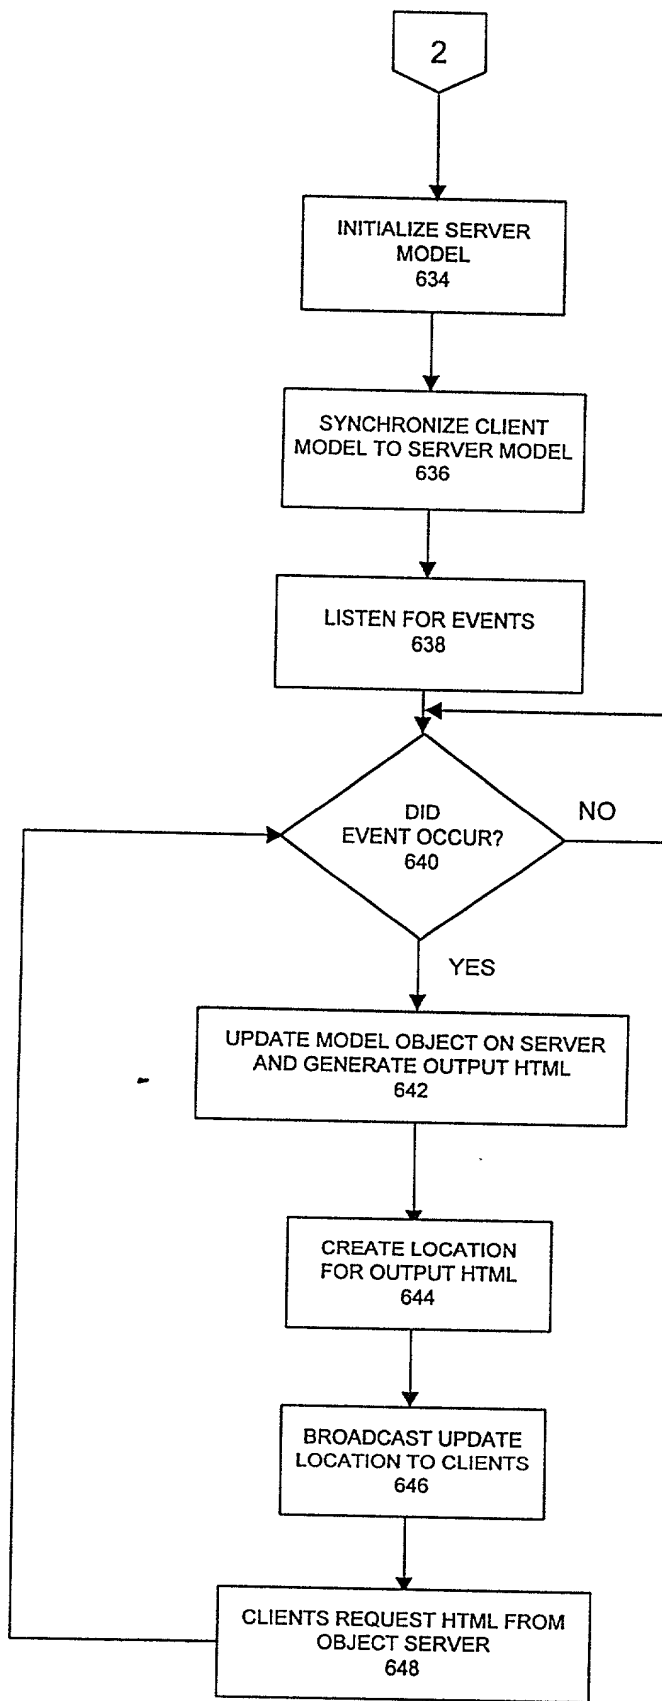 2
INITIALIZE SERVER
MODEL
634
SYNCHRONIZE CLIENT
MODEL TO SERVER MODEL
636
LISTEN FOR EVENTS
638
DID
EVENT OCCUR?
640
NO
YES
UPDATE MODEL OBJECT ON SERVER
AND GENERATE OUTPUT HTML
642
CREATE LOCATION
FOR OUTPUT HTML
644
BROADCAST UPDATE
LOCATION TO CLIENTS
646
CLIENTS REQUEST HTML FROM
OBJECT SERVER
648